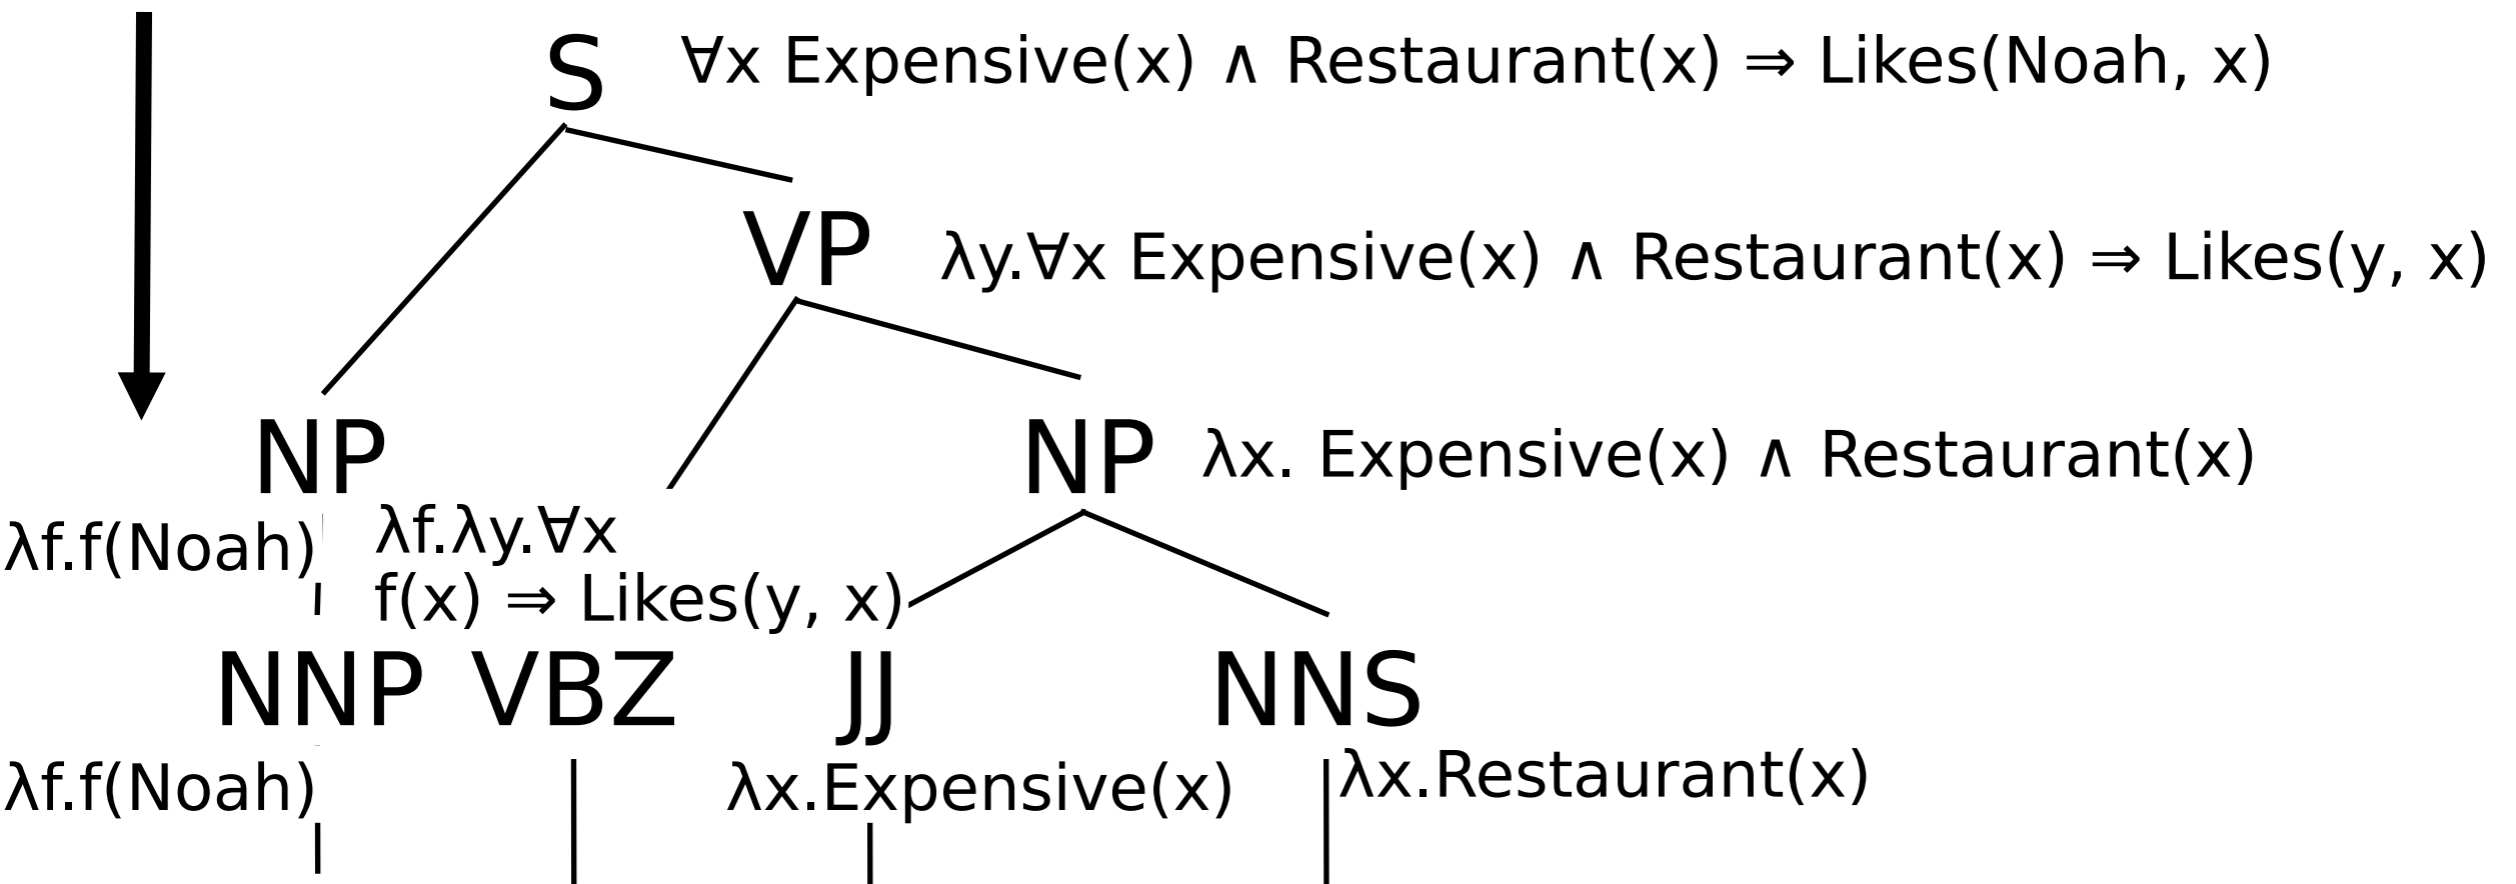 S ∀x Expensive(x) ∧ Restaurant(x) ⇒ Likes(Noah, x)
VP λy.∀x Expensive(x) ∧ Restaurant(x) ⇒ Likes(y, x)
NP
NP λx. Expensive(x) ∧ Restaurant(x)
λf.f(Noah)
λf.λy.∀x
f(x) ⇒ Likes(y, x)
NNP VBZ JJ NNS
λf.f(Noah)
λx.Expensive(x)
λx.Restaurant(x)